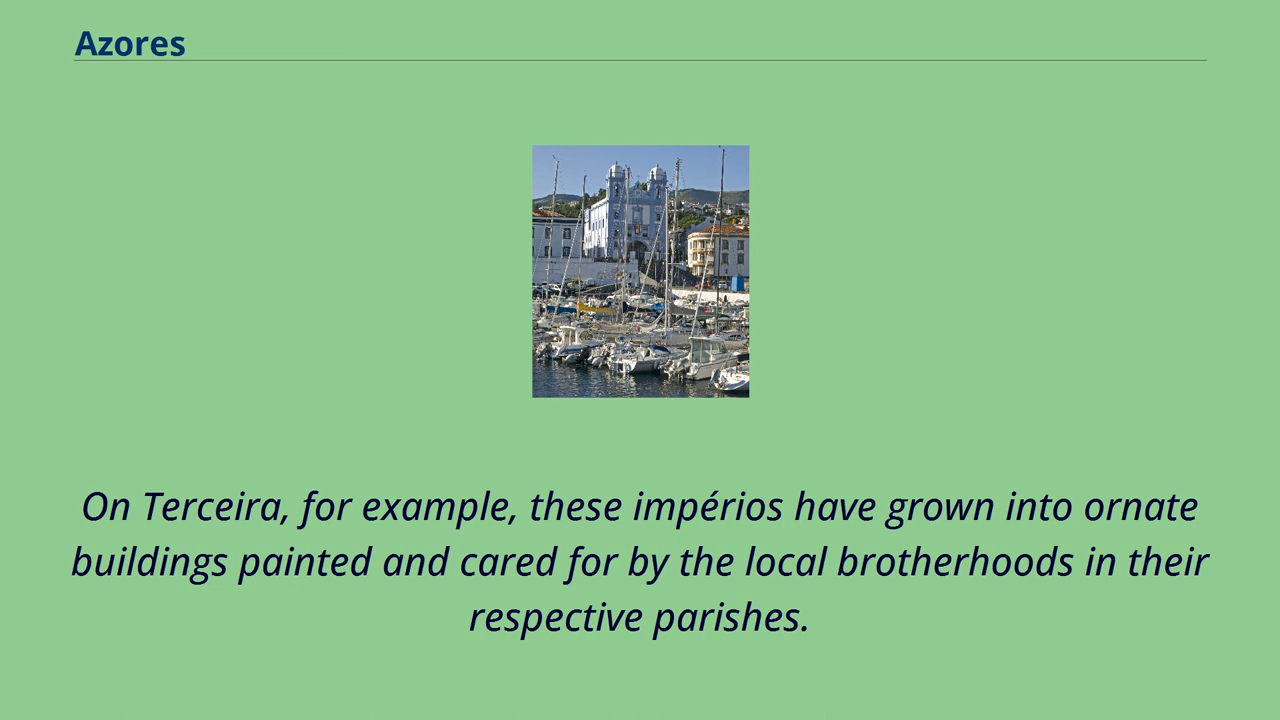 Azores
On Terceira, for example, these impérios have grown into ornate
buildings painted and cared for by the local brotherhoods in their
respective parishes.